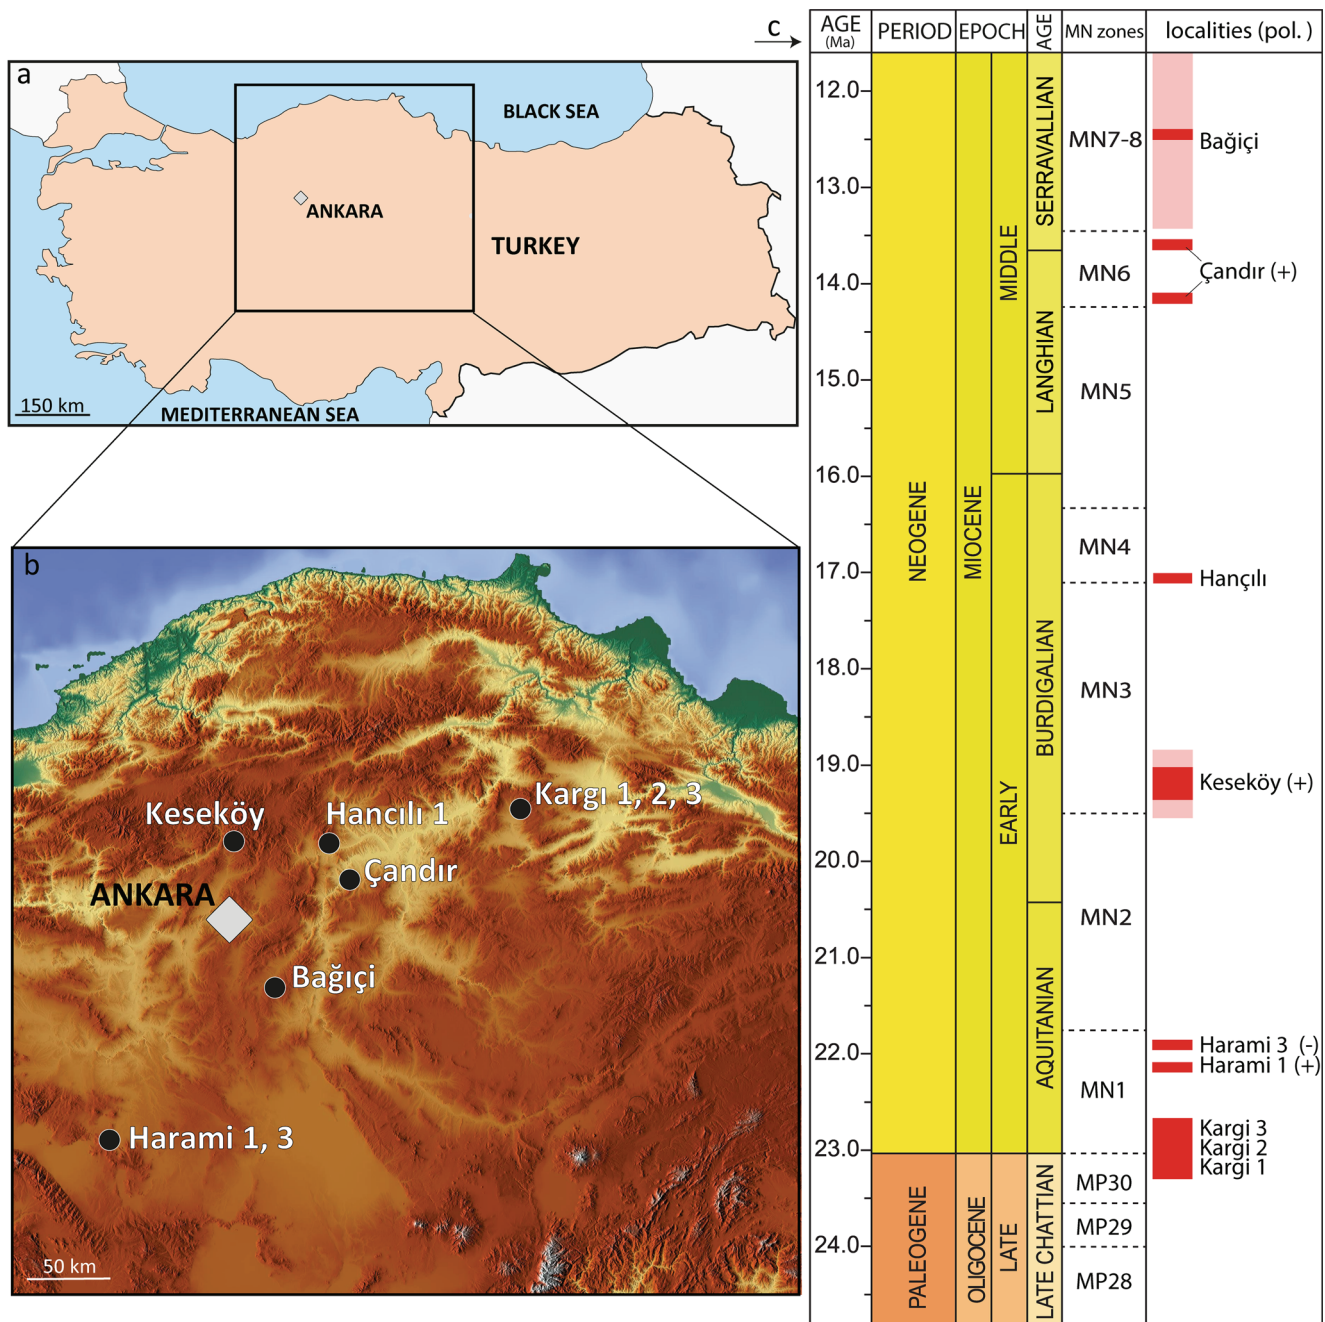 a
BLACK SEA
ANKARA
TURKEY
150 km
MEDITERRANEAN SEA
b
Kargı 1, 2, 3
Keseköy
Hancılı 1
Çandır
ANKARA
Bağıçi
Harami 1, 3
50 km
c
AGE (Ma)
PERIOD
EPOCH
AGE
MN zones
localities (pol. )
12.0
13.0
14.0
15.0
16.0
17.0
18.0
19.0
20.0
21.0
22.0
23.0
24.0
NEOGENE
PALEOGENE
MIOCENE
OLIGOCENE
MIDDLE
EARLY
LATE
SERRAVALLIAN
LANGHIAN
BURDIGALIAN
AQUITANIAN
LATE CHATTIAN
MN7-8
MN6
MN5
MN4
MN3
MN2
MN1
MP30
MP29
MP28
Bağiçi
Çandır (+)
Hançılı
Keseköy (+)
Harami 3 (-)
Harami 1 (+)
Kargi 3
Kargi 2
Kargi 1